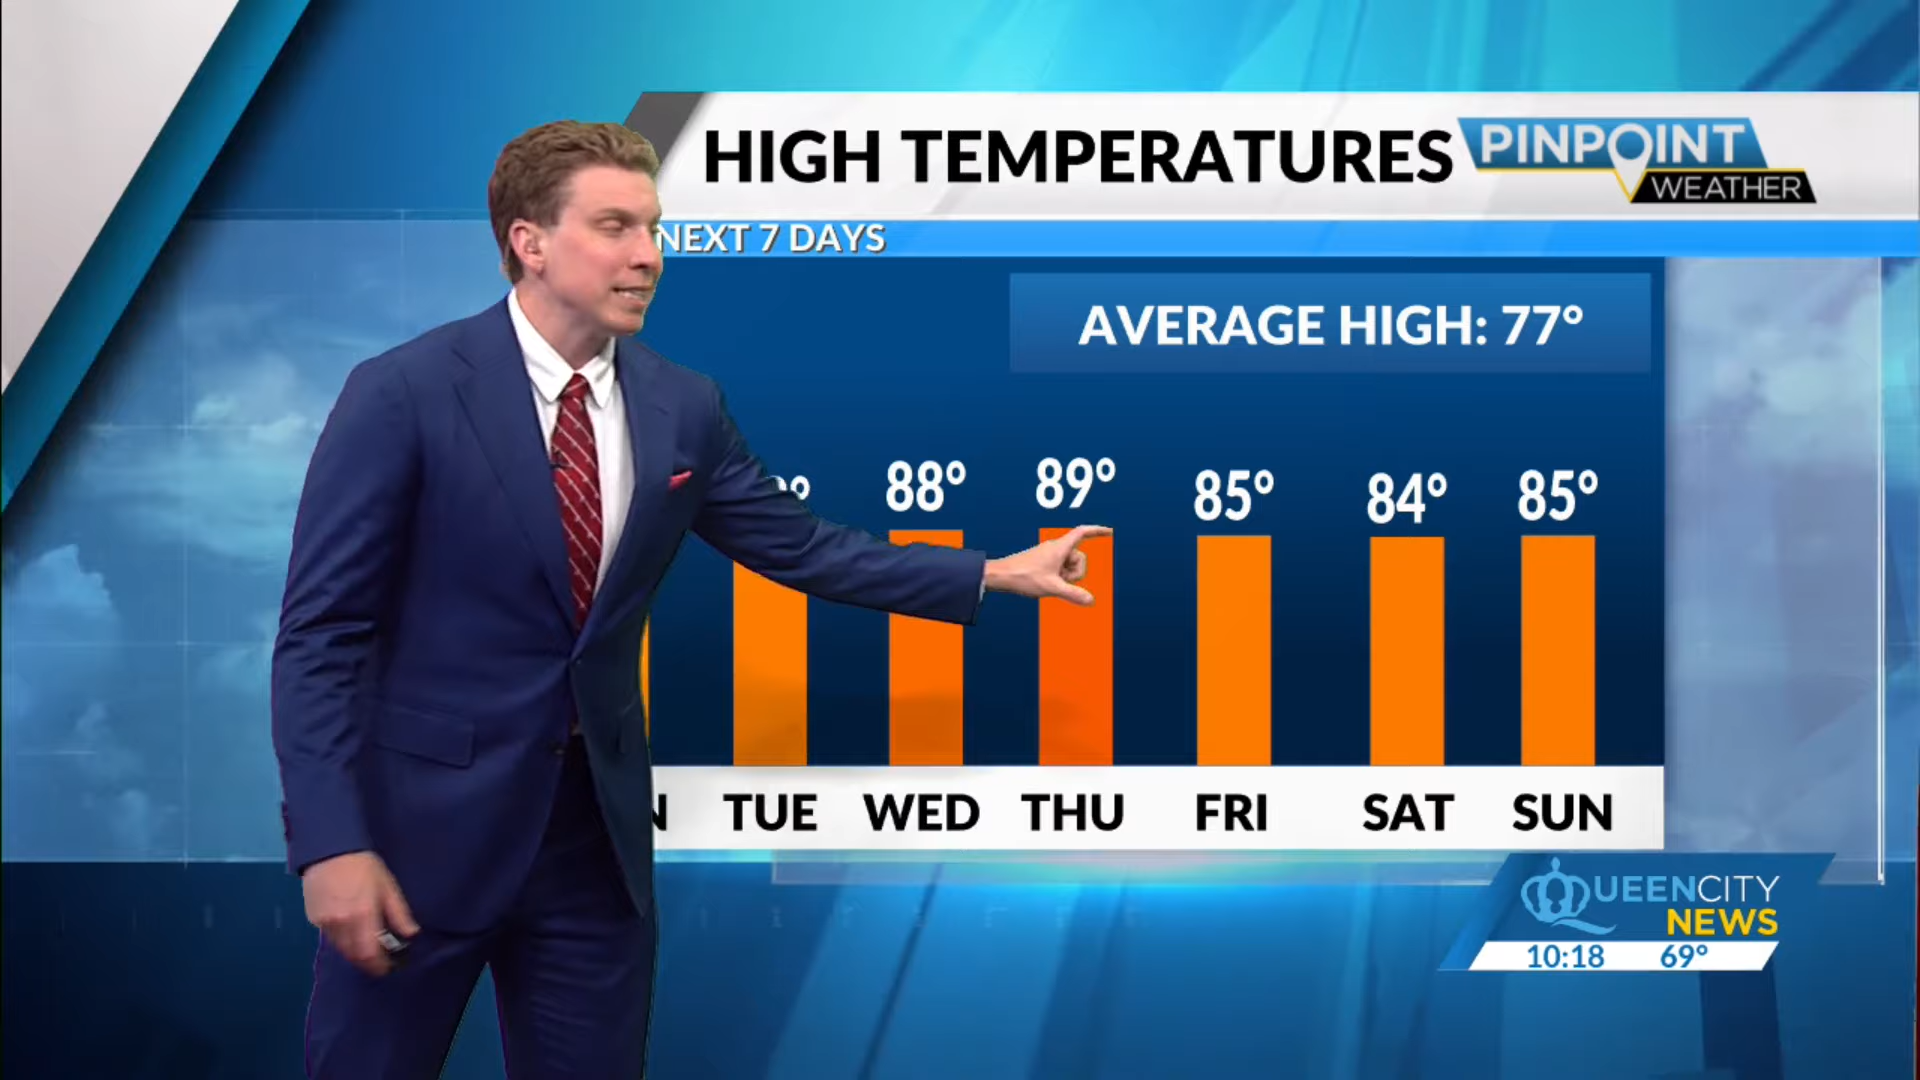 HIGH TEMPERATURES
PINPOINT
WEATHER
NEXT 7 DAYS
AVERAGE HIGH: 77°
88° 89° 85° 84° 85°
TUE WED THU FRI SAT SUN
QUEENCITY
NEWS
10:18 69°